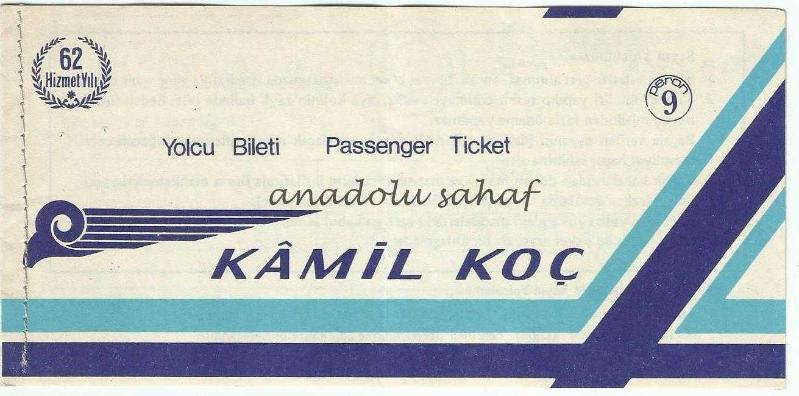 62
Hizmet Yılı
peron
9
Yolcu Bileti Passenger Ticket
anadolu sahaf
KÂMİL KOÇ